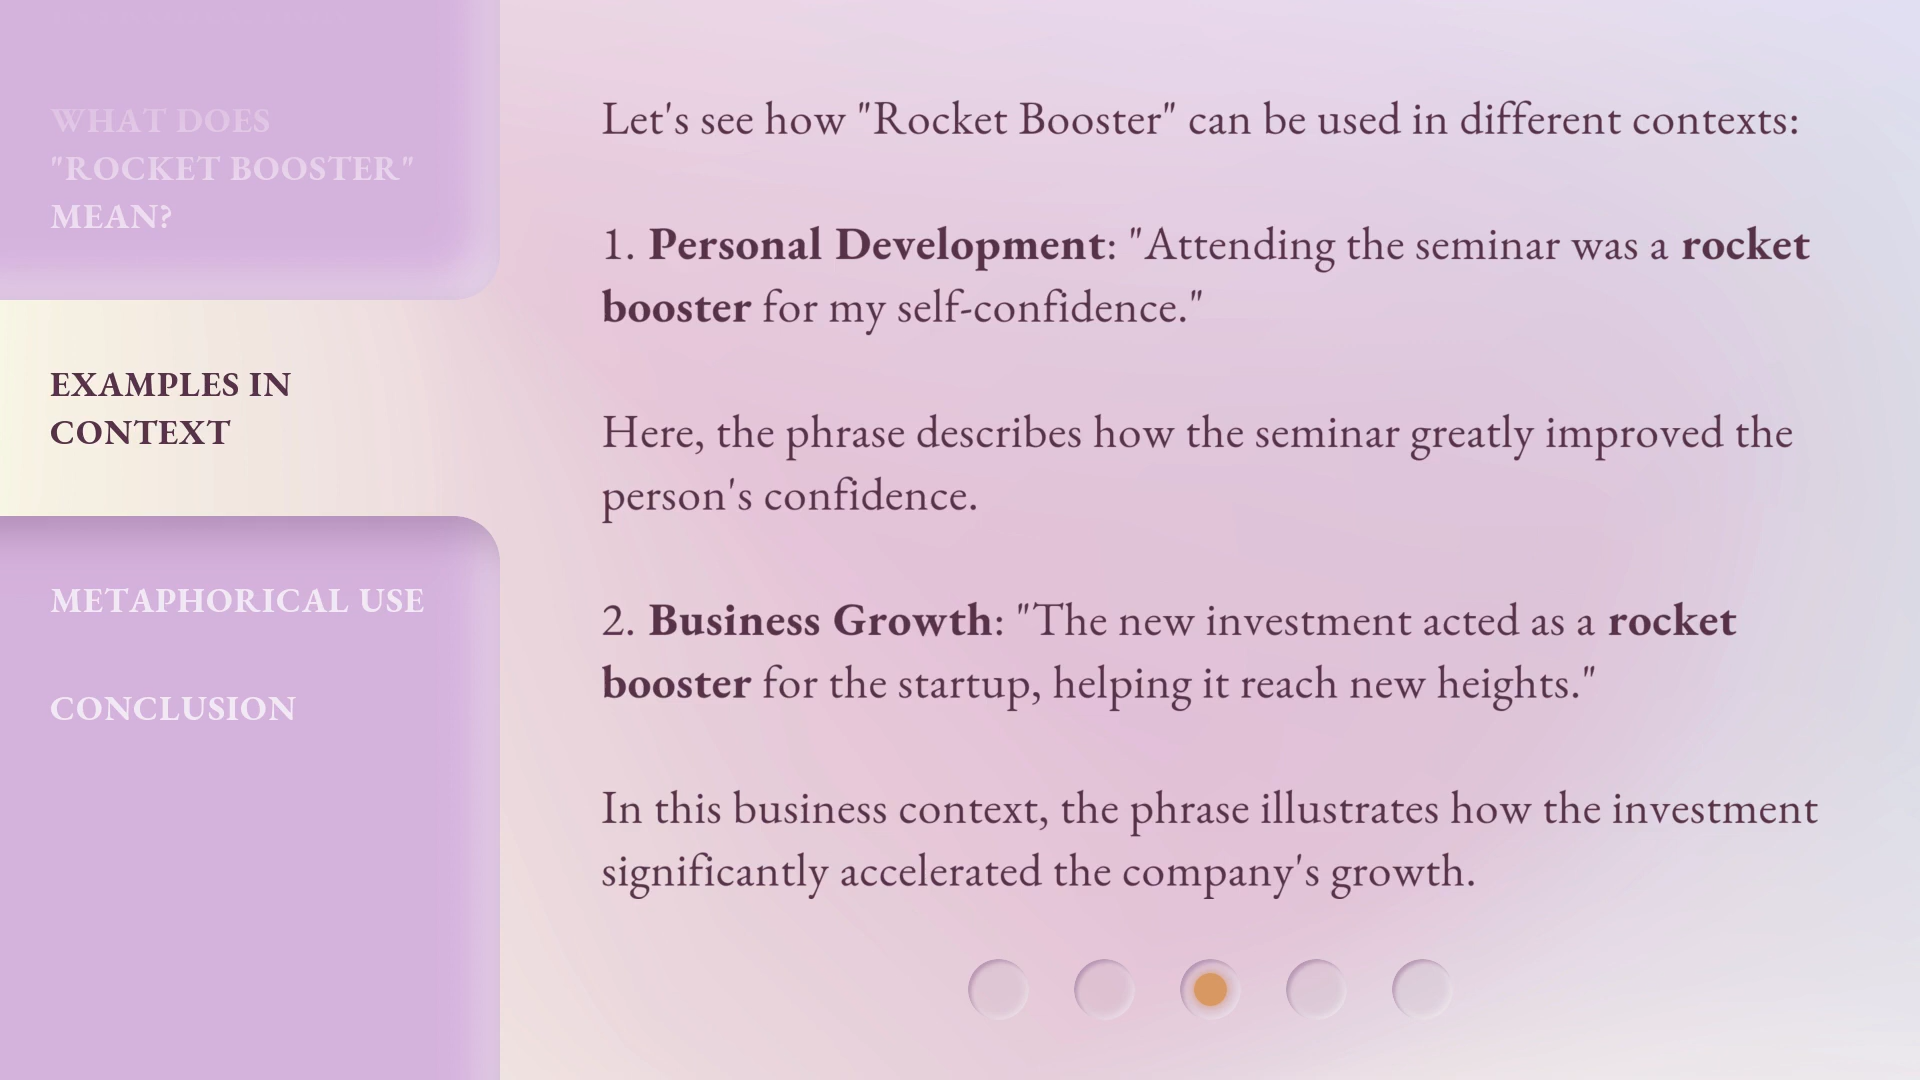 WHAT DOES
"ROCKET BOOSTER"
MEAN?
EXAMPLES IN
CONTEXT
METAPHORICAL USE
CONCLUSION
Let's see how "Rocket Booster" can be used in different contexts:
1. Personal Development: "Attending the seminar was a rocket
booster for my self-confidence."
Here, the phrase describes how the seminar greatly improved the
person's confidence.
2. Business Growth: "The new investment acted as a rocket
booster for the startup, helping it reach new heights."
In this business context, the phrase illustrates how the investment
significantly accelerated the company's growth.